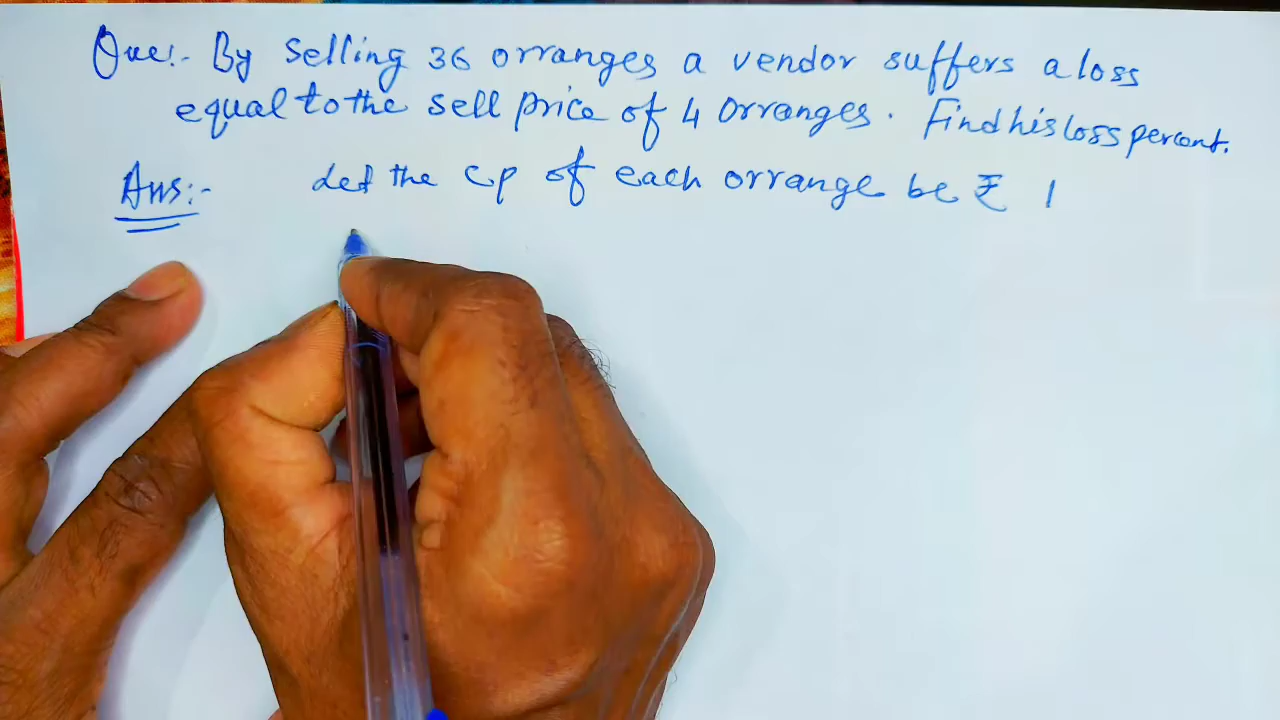 Que:- By selling 36 orranges a vendor suffers a loss
equal to the sell price of 4 orranges. Find his loss percent.
Ans:- Let the CP of each orrange be ₹ 1